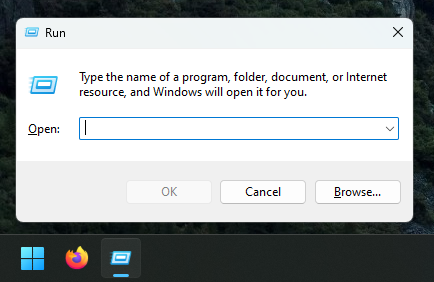 Run
Type the name of a program, folder, document, or Internet
resource, and Windows will open it for you.
Open:
OK
Cancel
Browse...